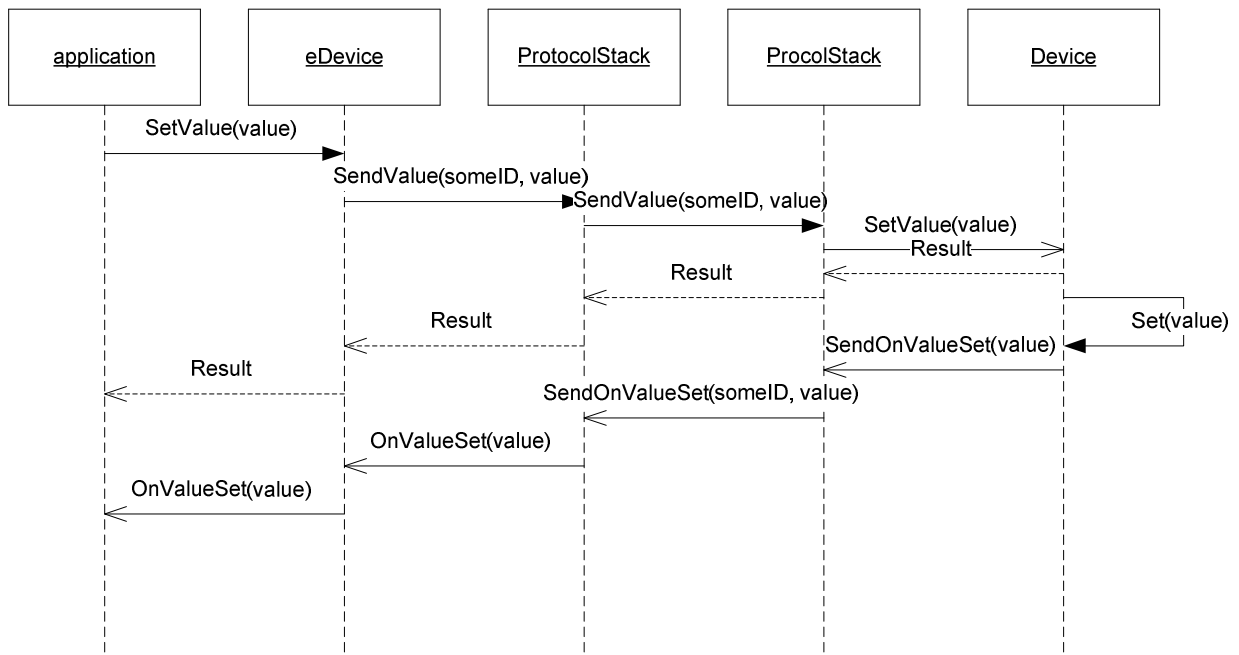 application
eDevice
ProtocolStack
ProcolStack
Device
SetValue(value)
SendValue(someID, value)
SendValue(someID, value)
SetValue(value)
Result
Result
Result
Set(value)
SendOnValueSet(value)
Result
SendOnValueSet(someID, value)
OnValueSet(value)
OnValueSet(value)